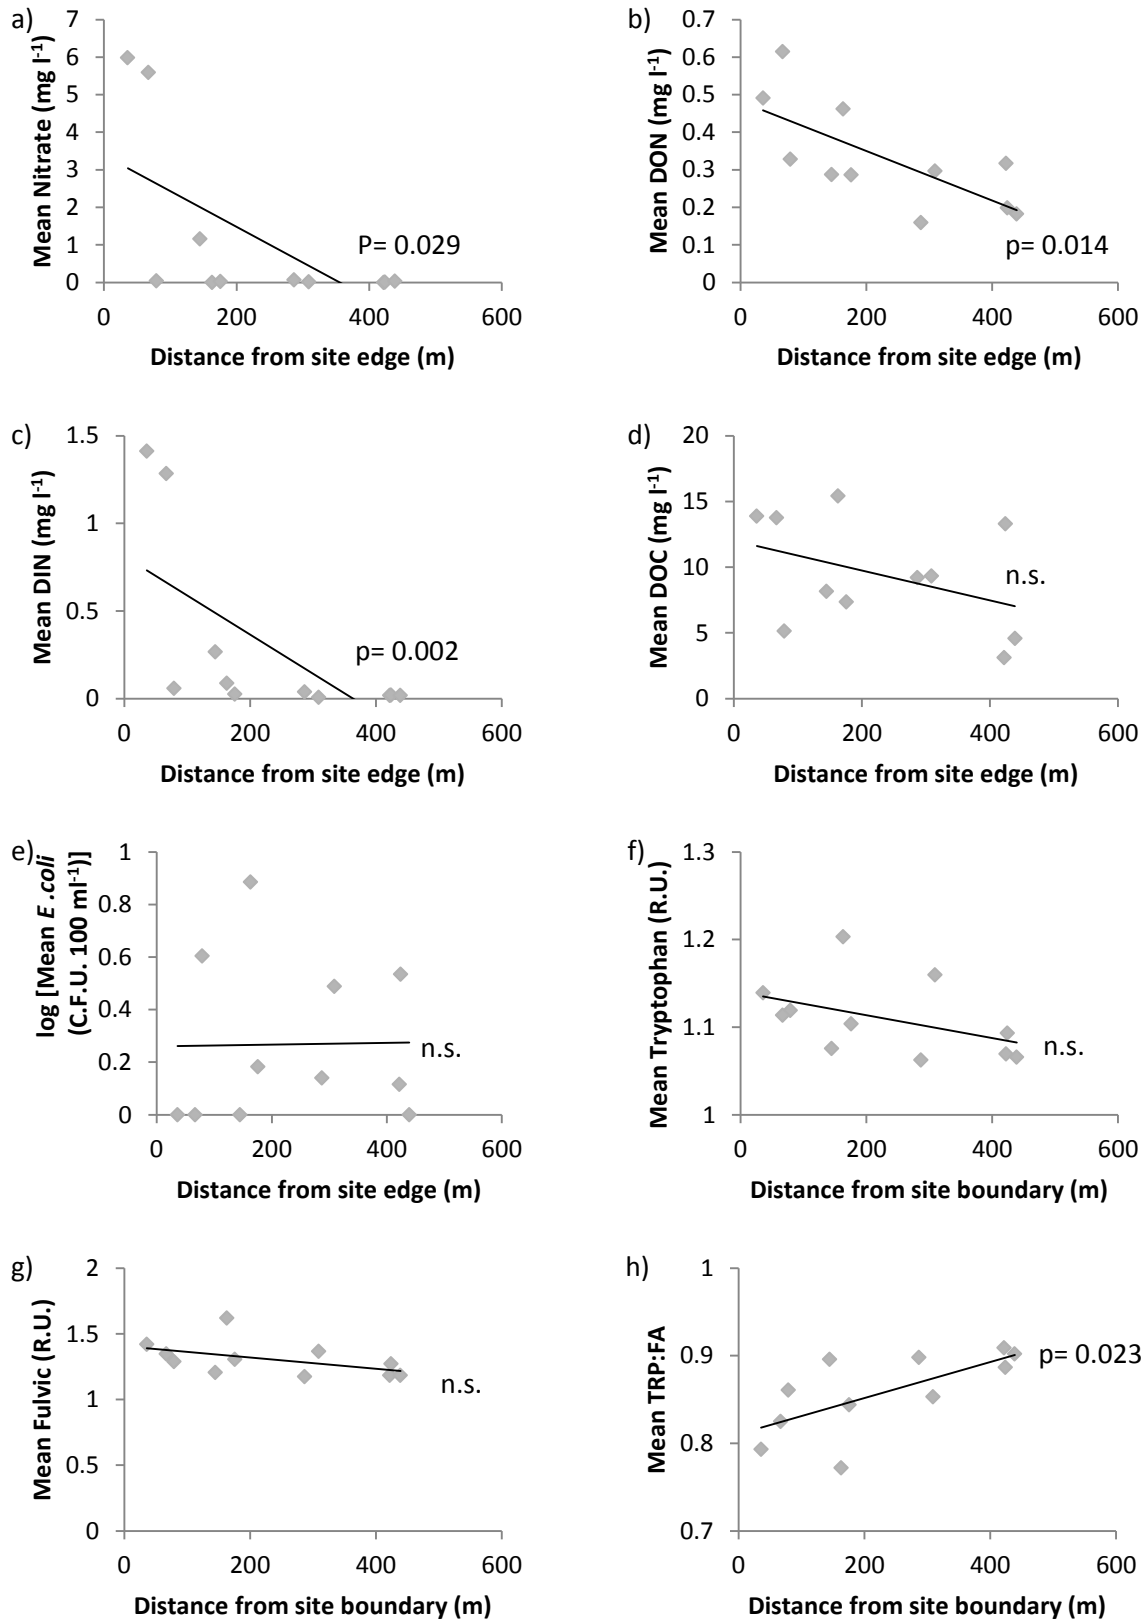 a)
7
6
5
4
3
2
1
0
Mean Nitrate (mg l⁻¹)
P= 0.029
0 200 400 600
Distance from site edge (m)
b)
0.7
0.6
0.5
0.4
0.3
0.2
0.1
0
Mean DON (mg l⁻¹)
p= 0.014
0 200 400 600
Distance from site edge (m)
c)
1.5
1
0.5
0
Mean DIN (mg l⁻¹)
p= 0.002
0 200 400 600
Distance from site edge (m)
d)
20
15
10
5
0
Mean DOC (mg l⁻¹)
n.s.
0 200 400 600
Distance from site edge (m)
e)
1
0.8
0.6
0.4
0.2
0
log [Mean E .coli
(C.F.U. 100 ml⁻¹)]
n.s.
0 200 400 600
Distance from site edge (m)
f)
1.3
1.2
1.1
1
Mean Tryptophan (R.U.)
n.s.
0 200 400 600
Distance from site boundary (m)
g)
2
1.5
1
0.5
0
Mean Fulvic (R.U.)
n.s.
0 200 400 600
Distance from site boundary (m)
h)
1
0.9
0.8
0.7
Mean TRP:FA
p= 0.023
0 200 400 600
Distance from site boundary (m)